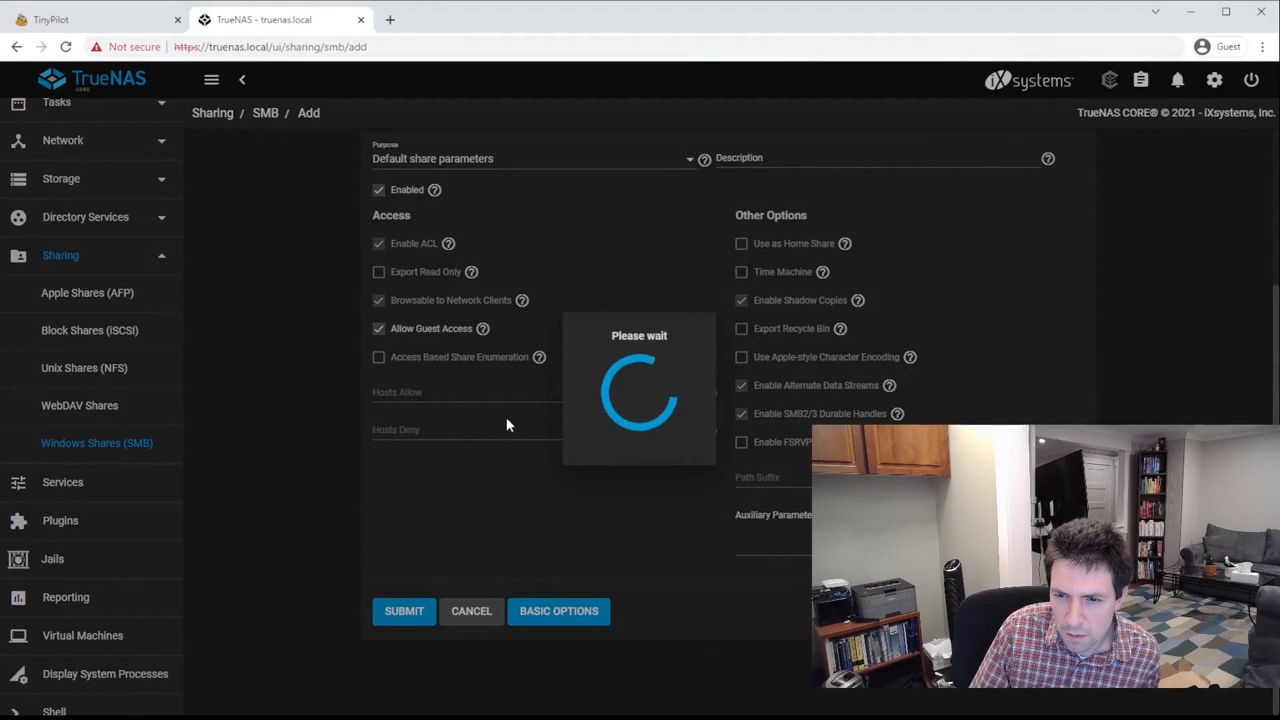 TinyPilot
TrueNAS - truenas.local
Not secure
https://truenas.local/ui/sharing/smb/add
Guest
TrueNAS
CORE
iXsystems
Tasks
Sharing / SMB / Add
TrueNAS CORE® © 2021 - iXsystems, Inc.
Network
Storage
Directory Services
Sharing
Apple Shares (AFP)
Block Shares (iSCSI)
Unix Shares (NFS)
WebDAV Shares
Windows Shares (SMB)
Services
Plugins
Jails
Reporting
Virtual Machines
Display System Processes
Shell
Purpose
Default share parameters
Description
Enabled
Access
Enable ACL
Export Read Only
Browsable to Network Clients
Allow Guest Access
Access Based Share Enumeration
Hosts Allow
Hosts Deny
Please wait
Other Options
Use as Home Share
Time Machine
Enable Shadow Copies
Export Recycle Bin
Use Apple-style Character Encoding
Enable Alternate Data Streams
Enable SMB2/3 Durable Handles
Enable FSRVP
Path Suffix
Auxiliary Paramete
SUBMIT
CANCEL
BASIC OPTIONS